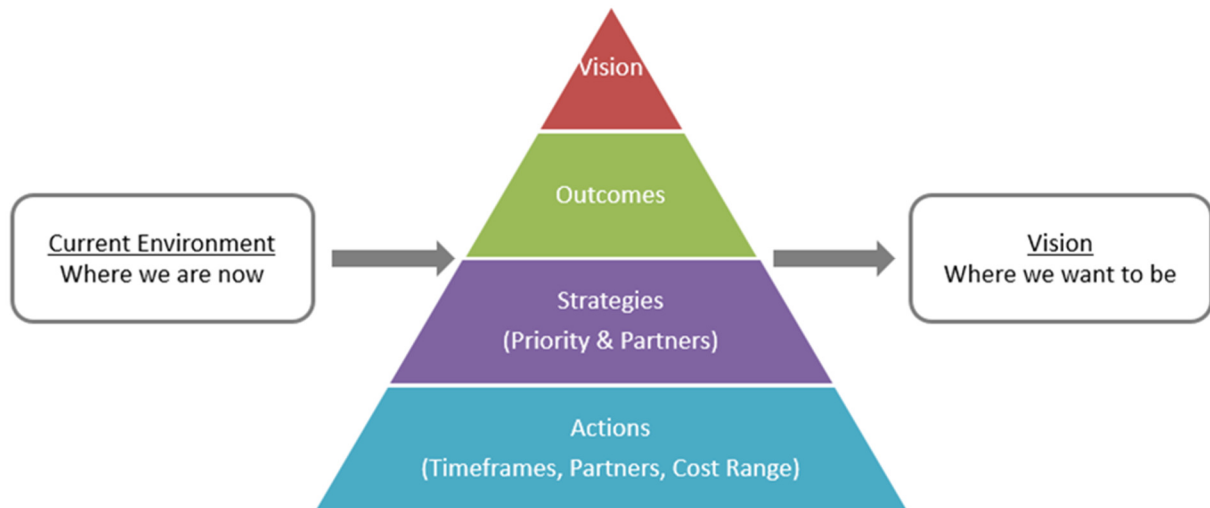 Vision
Outcomes
Current Environment
Where we are now
Vision
Where we want to be
Strategies
(Priority & Partners)
Actions
(Timeframes, Partners, Cost Range)